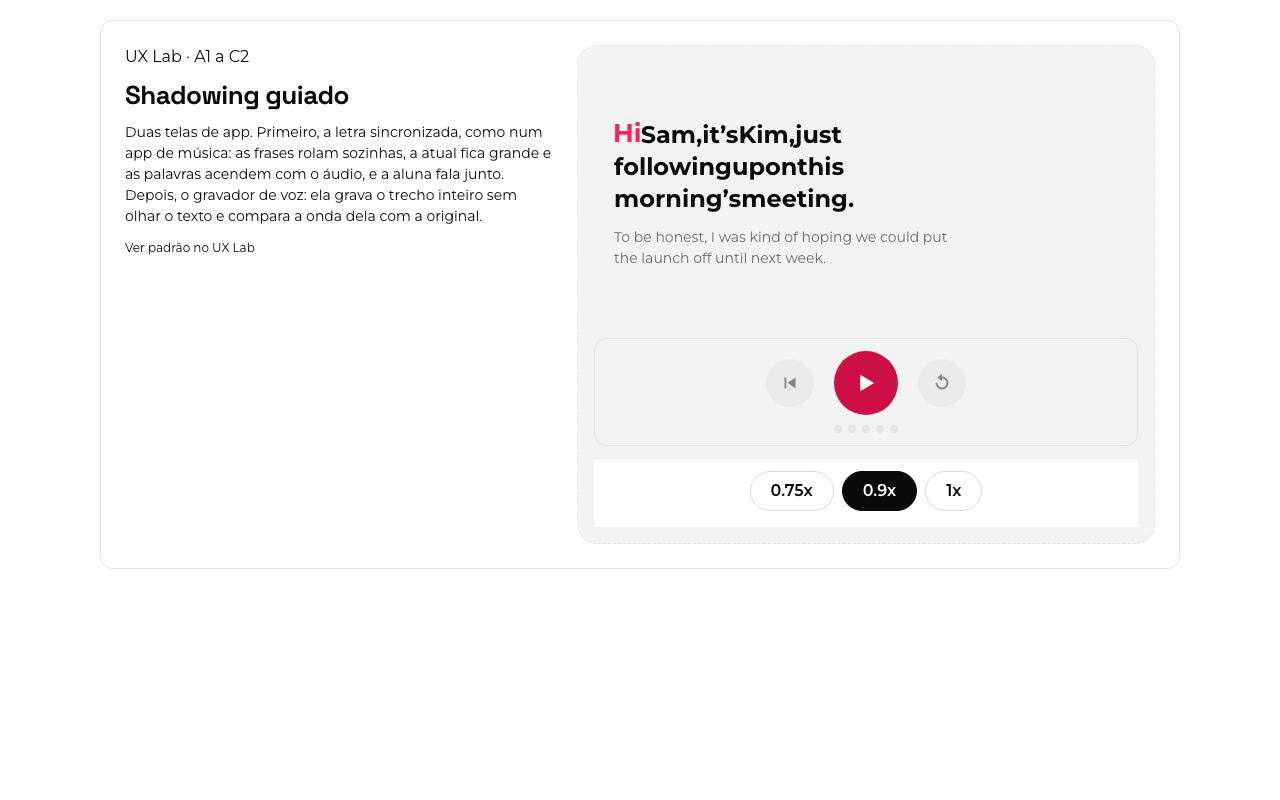 UX Lab · A1 a C2
Shadowing guiado
Duas telas de app. Primeiro, a letra sincronizada, como num
app de música: as frases rolam sozinhas, a atual fica grande e
as palavras acendem com o áudio, e a aluna fala junto.
Depois, o gravador de voz: ela grava o trecho inteiro sem
olhar o texto e compara a onda dela com a original.
Ver padrão no UX Lab
HiSam,it’sKim,just
followinguponthis
morning’smeeting.
To be honest, I was kind of hoping we could put
the launch off until next week.
0.75x
0.9x
1x